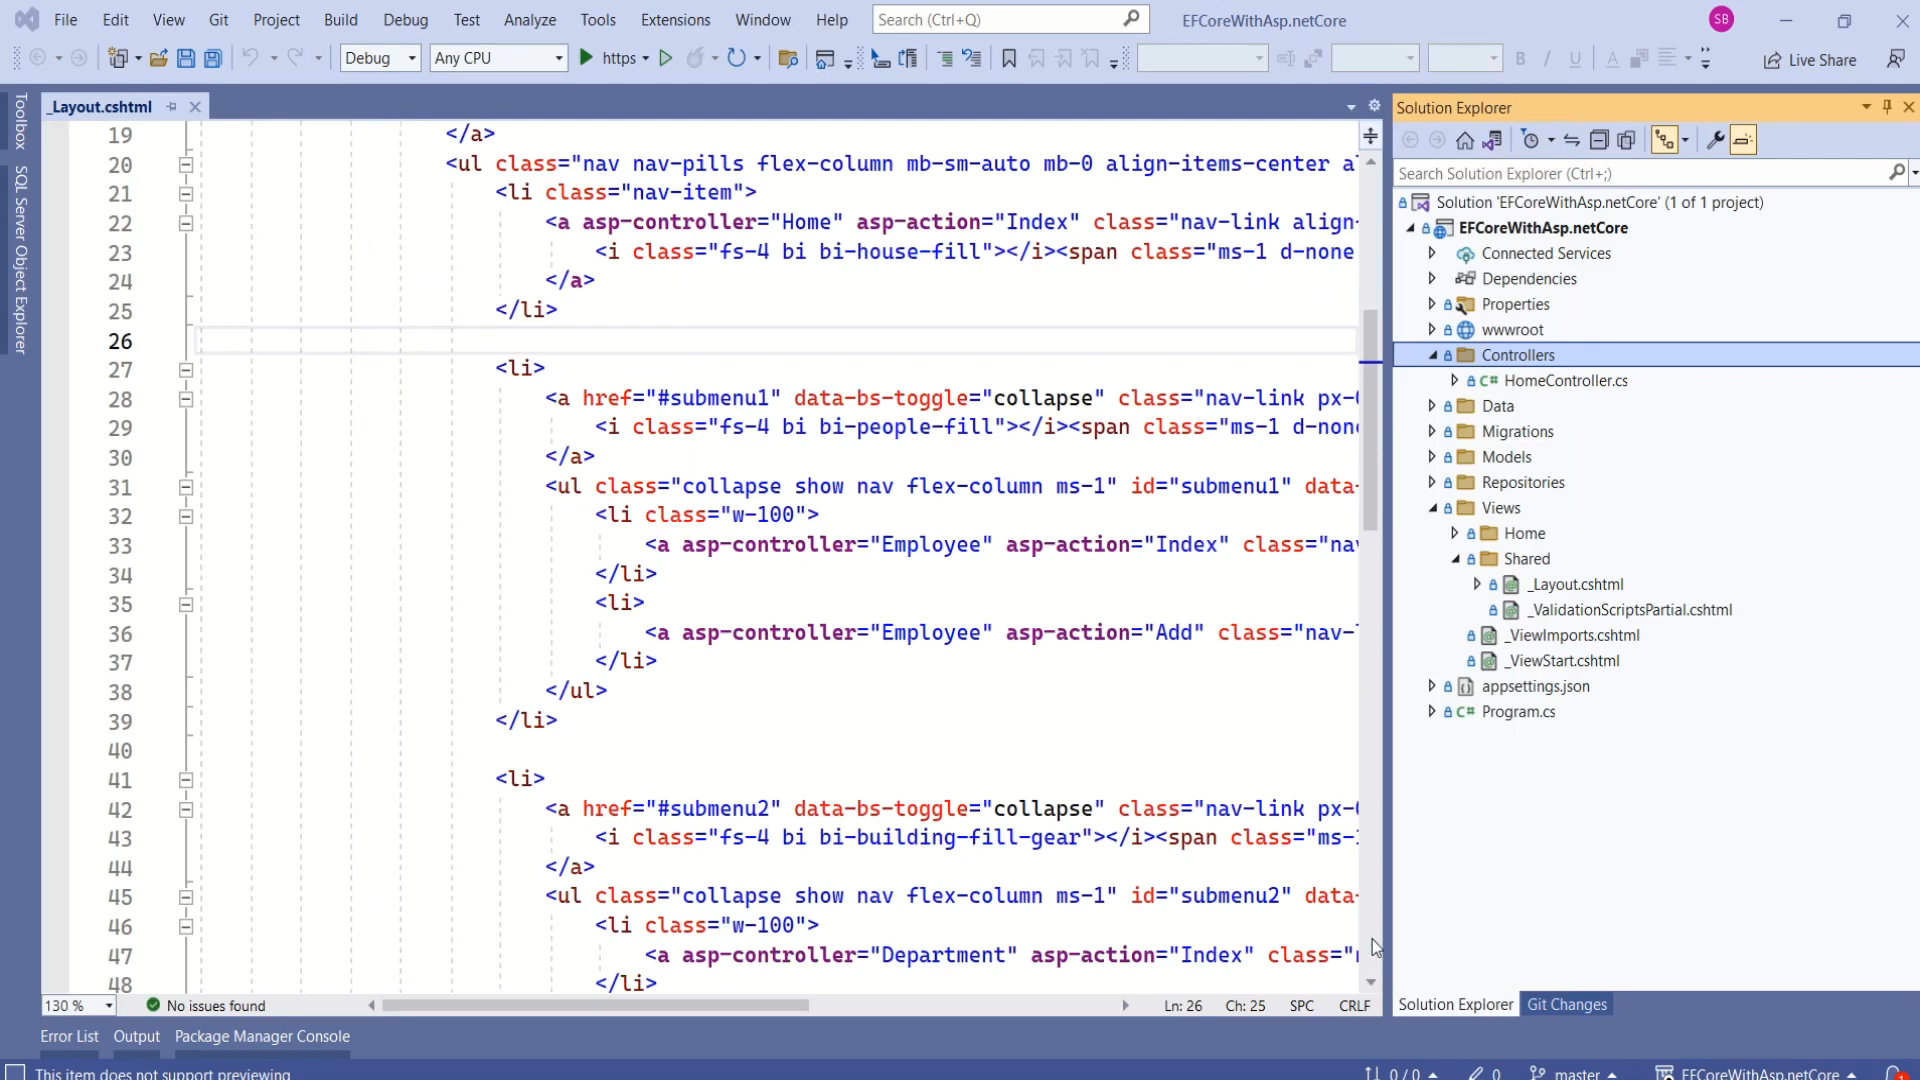 File Edit View Git Project Build Debug Test Analyze Tools Extensions Window Help Search (Ctrl+Q) EFCoreWithAsp.netCore SB
Debug Any CPU https Live Share
Toolbox
SQL Server Object Explorer
_Layout.cshtml
19 </a>
20 <ul class="nav nav-pills flex-column mb-sm-auto mb-0 align-items-center
21 <li class="nav-item">
22 <a asp-controller="Home" asp-action="Index" class="nav-link align-
23 <i class="fs-4 bi bi-house-fill"></i><span class="ms-1 d-none
24 </a>
25 </li>
26
27 <li>
28 <a href="#submenu1" data-bs-toggle="collapse" class="nav-link
29 <i class="fs-4 bi bi-people-fill"></i><span class="ms-1
30 </a>
31 <ul class="collapse show nav flex-column ms-1" id="submenu1" data-
32 <li class="w-100">
33 <a asp-controller="Employee" asp-action="Index"
34 </li>
35 <li>
36 <a asp-controller="Employee" asp-action="Add"
37 </li>
38 </ul>
39 </li>
40
41 <li>
42 <a href="#submenu2" data-bs-toggle="collapse" class="nav-link
43 <i class="fs-4 bi bi-building-fill-gear"></i><span
44 </a>
45 <ul class="collapse show nav flex-column ms-1" id="submenu2" data-
46 <li class="w-100">
47 <a asp-controller="Department" asp-action="Index"
48 </li>
130 % No issues found Ln: 26 Ch: 25 SPC CRLF
Error List Output Package Manager Console
Solution Explorer
Search Solution Explorer (Ctrl+;)
Solution 'EFCoreWithAsp.netCore' (1 of 1 project)
EFCoreWithAsp.netCore
Connected Services
Dependencies
Properties
wwwroot
Controllers
C# HomeController.cs
Data
Migrations
Models
Repositories
Views
Home
Shared
_Layout.cshtml
_ValidationScriptsPartial.cshtml
_ViewImports.cshtml
_ViewStart.cshtml
appsettings.json
C# Program.cs
Solution Explorer Git Changes
This item does not support previewing 0 / 0 0 master EFCoreWithAsp.netCore